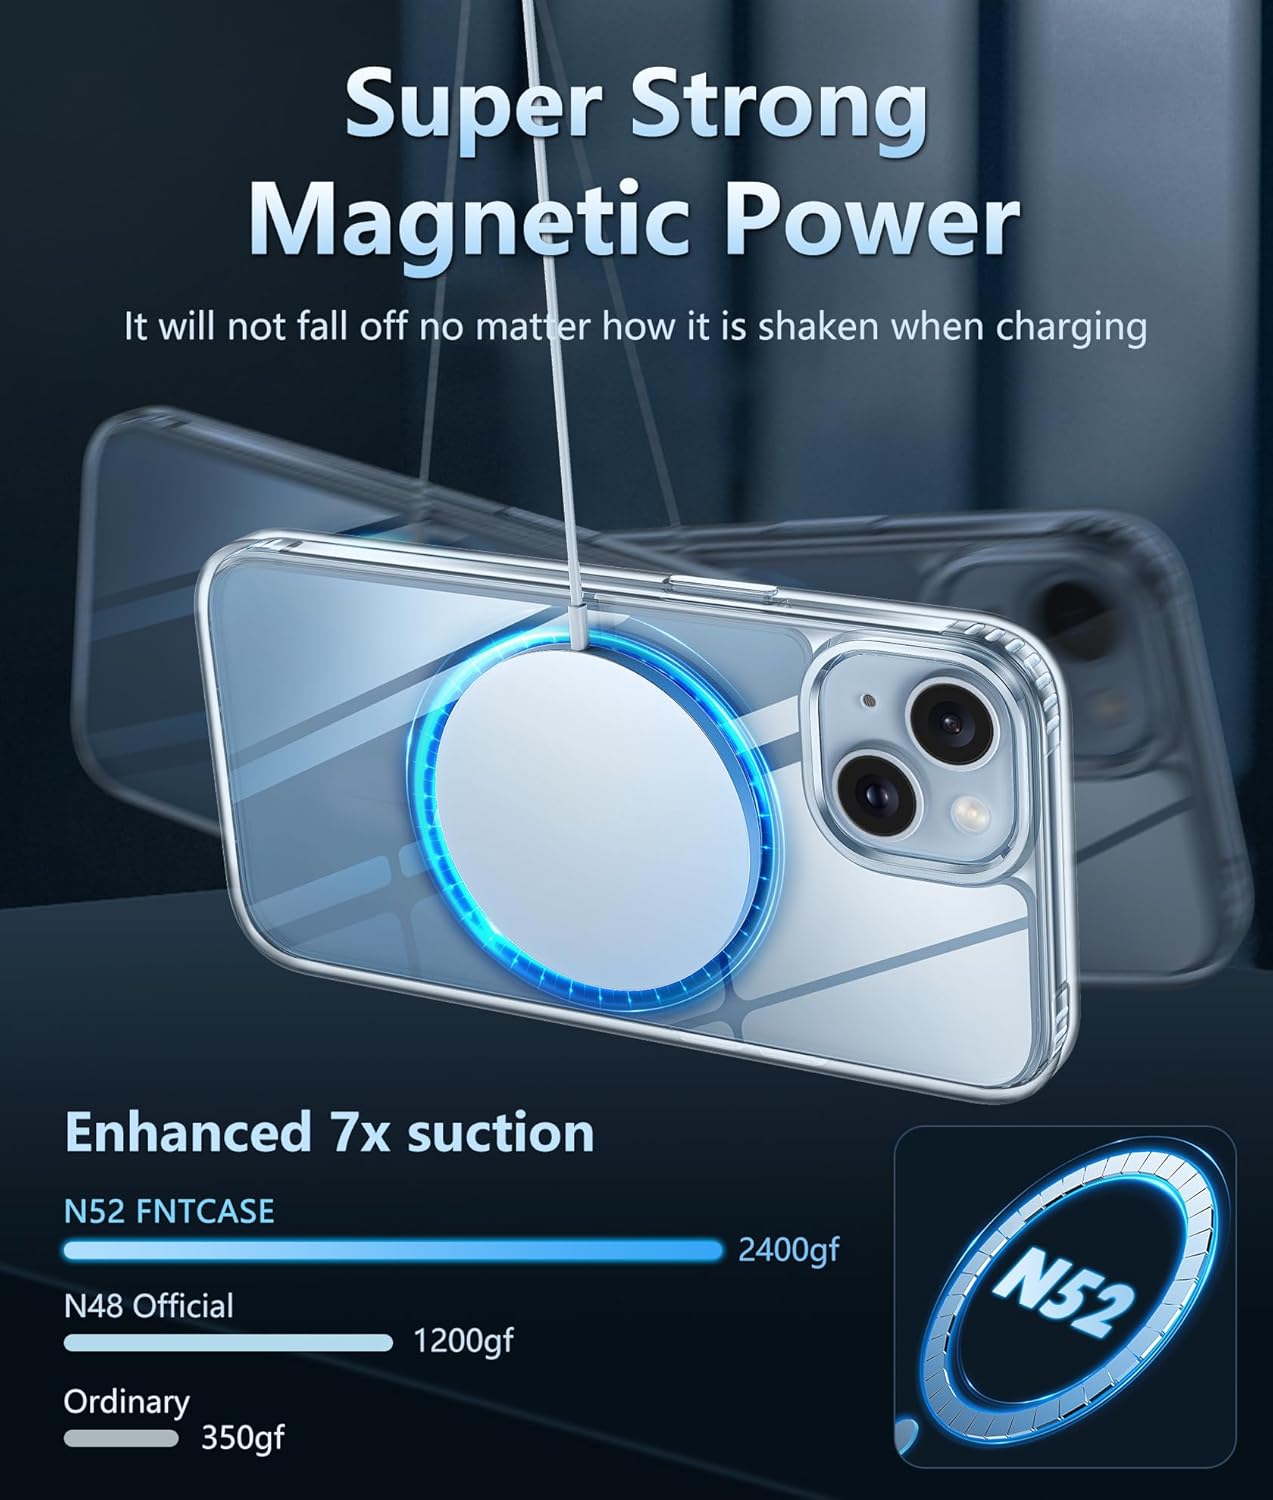 Super Strong
Magnetic Power
It will not fall off no matter how it is shaken when charging
Enhanced 7x suction
N52 FNTCASE
2400gf
N48 Official
1200gf
Ordinary
350gf
N52